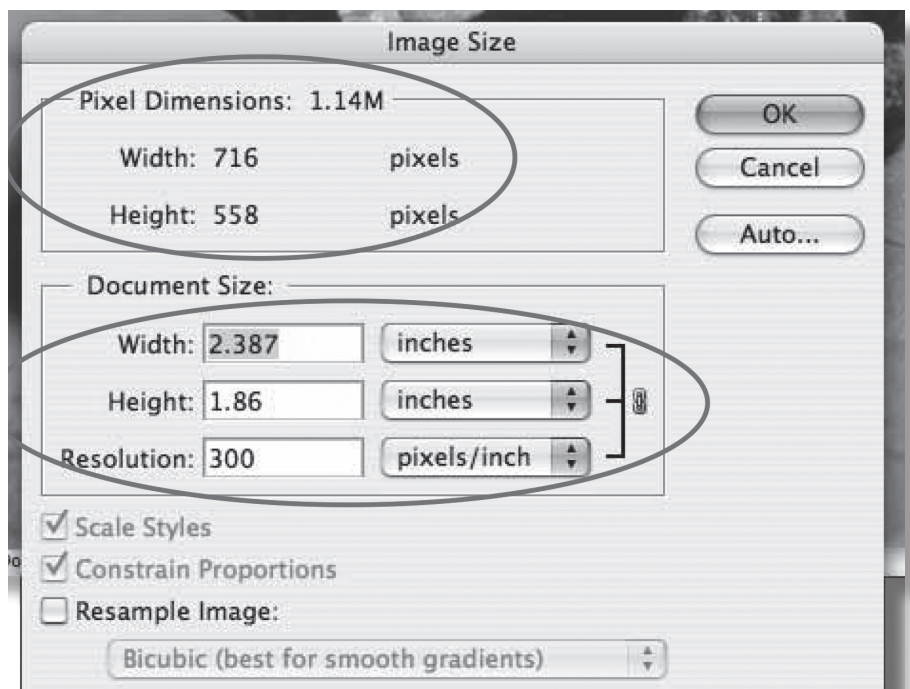 Image Size
Pixel Dimensions: 1.14M
Width: 716 pixels
Height: 558 pixels
OK
Cancel
Auto...
Document Size:
Width: 2.387 inches
Height: 1.86 inches
Resolution: 300 pixels/inch
Scale Styles
Constrain Proportions
Resample Image:
Bicubic (best for smooth gradients)